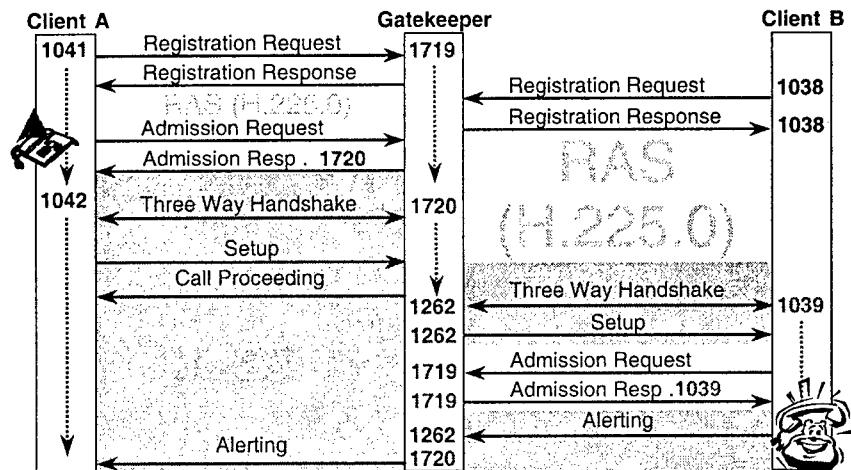 Client A Gatekeeper Client B
1041 Registration Request 1719
Registration Response
Registration Request 1038
RAS (H.225.0)
Registration Response 1038
Admission Request
Admission Resp . 1720
RAS
(H.225.0)
1042 Three Way Handshake 1720
Setup
Call Proceeding
1262 Three Way Handshake 1039
1262 Setup
1719 Admission Request
1719 Admission Resp .1039
1262 Alerting
Alerting 1720